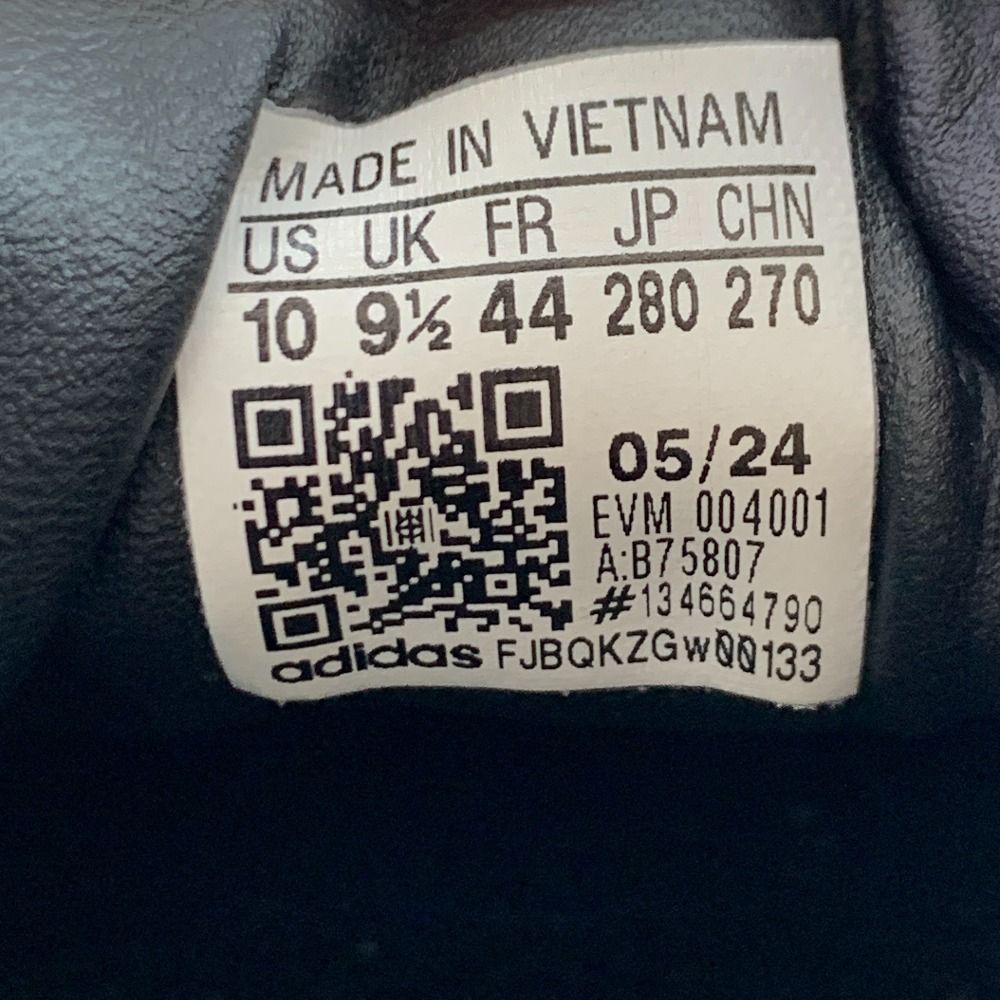 MADE IN VIETNAM
US UK FR JP CHN
10 9½ 44 280 270
05/24
EVM 004001
A:B75807
#134664790
adidas FJBQKZGw00133